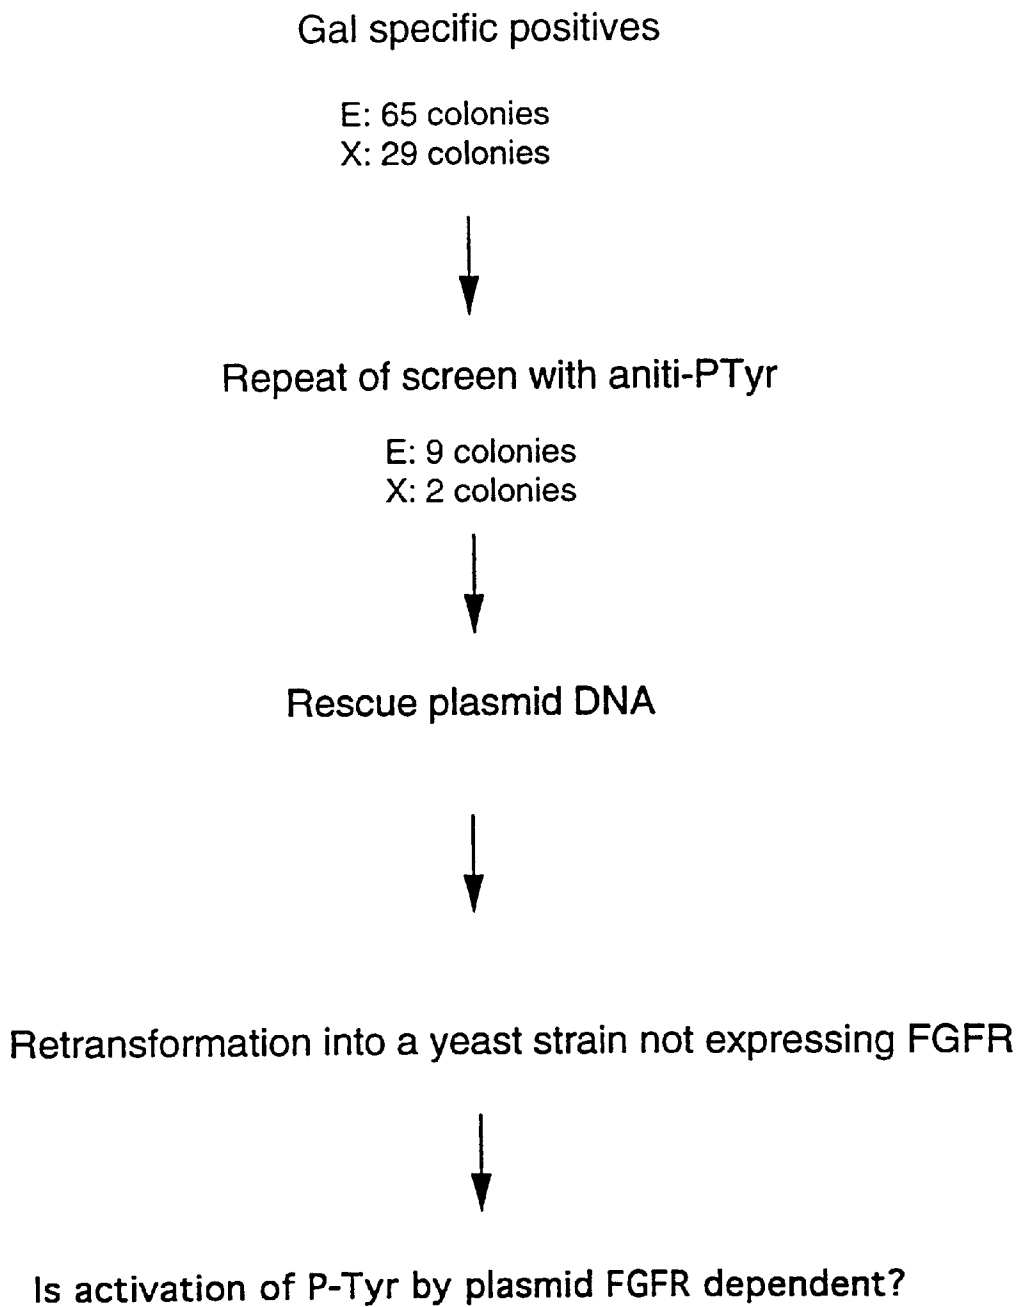 Gal specific positives
E: 65 colonies
X: 29 colonies
Repeat of screen with aniti-PTyr
E: 9 colonies
X: 2 colonies
Rescue plasmid DNA
Retransformation into a yeast strain not expressing FGFR
Is activation of P-Tyr by plasmid FGFR dependent?